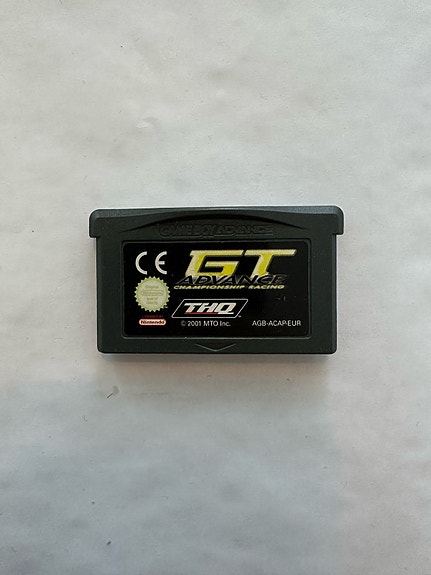 GAME BOY ADVANCE
CE
GT
ADVANCE
CHAMPIONSHIP RACING
THQ
Nintendo
© 2001 MTO Inc.
AGB-ACAP-EUR